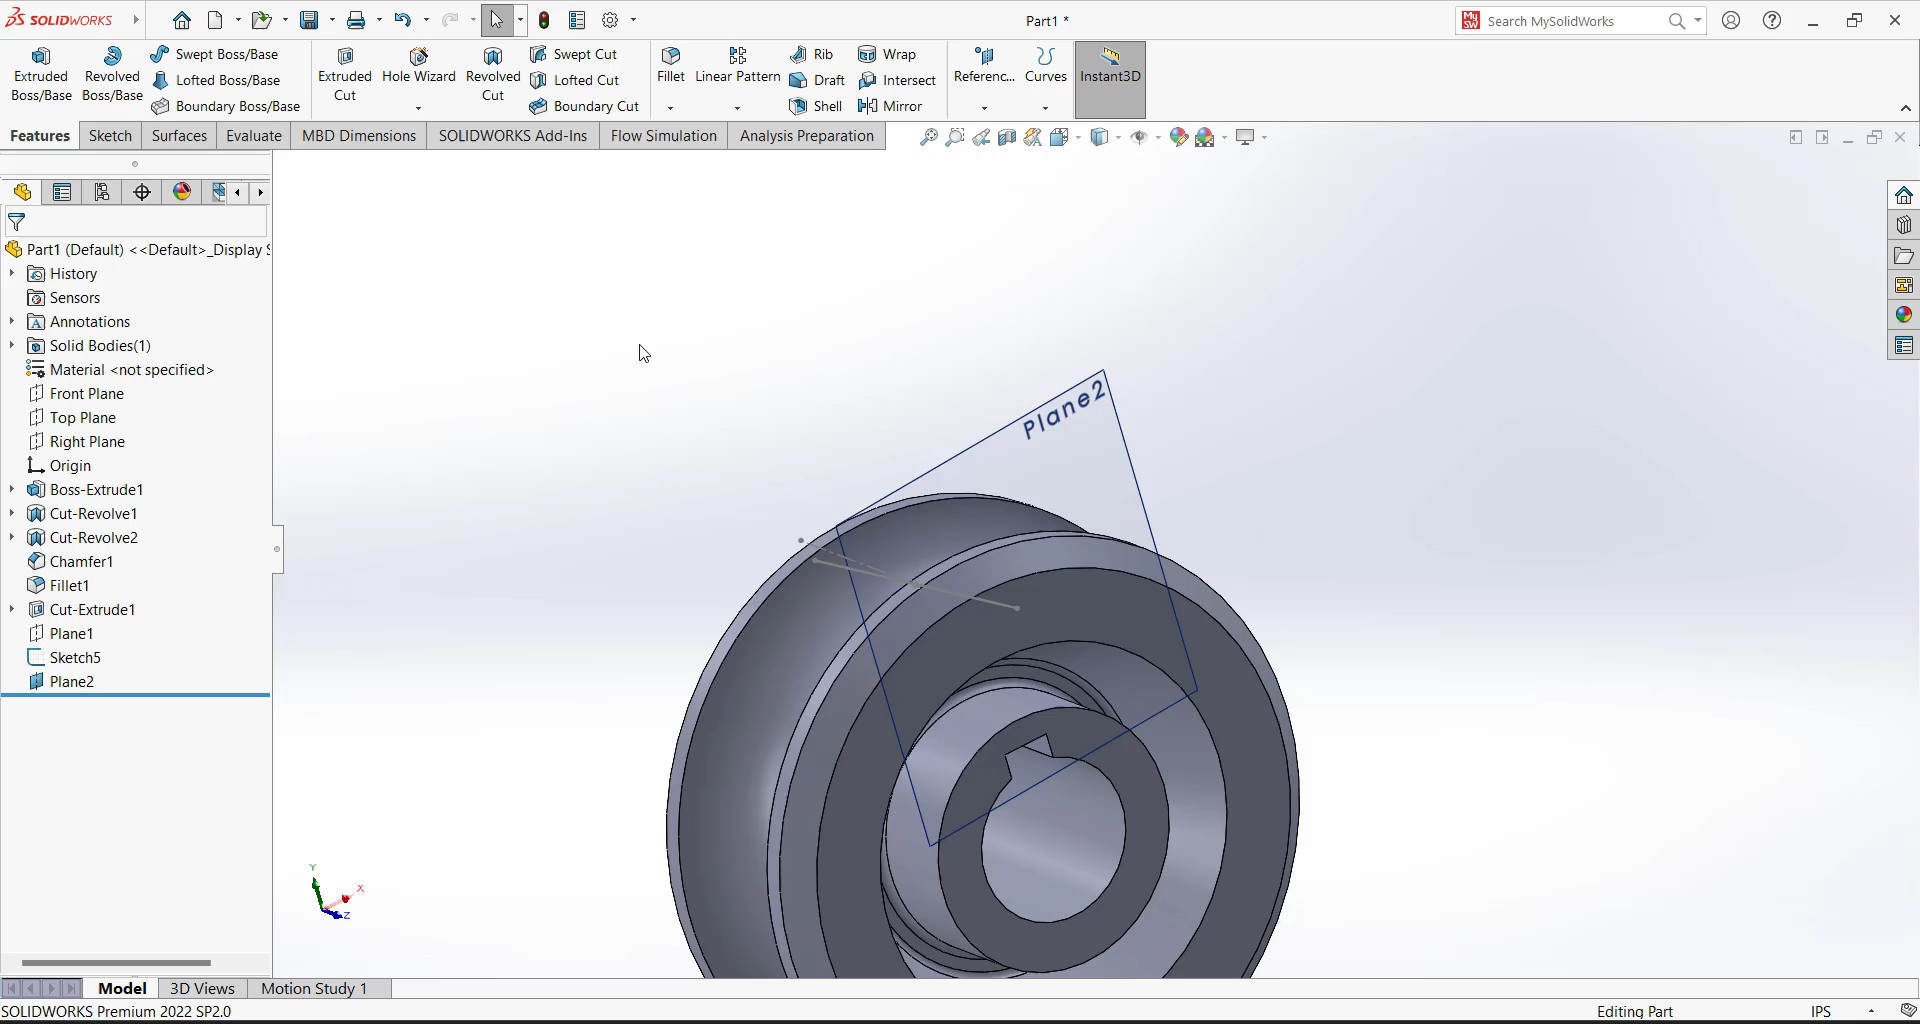 SOLIDWORKS
Part1 *
Search MySolidWorks
Extruded Boss/Base
Revolved Boss/Base
Swept Boss/Base
Lofted Boss/Base
Boundary Boss/Base
Extruded Cut
Hole Wizard
Revolved Cut
Swept Cut
Lofted Cut
Boundary Cut
Fillet
Linear Pattern
Rib
Draft
Shell
Wrap
Intersect
Mirror
Referenc...
Curves
Instant3D
Features
Sketch
Surfaces
Evaluate
MBD Dimensions
SOLIDWORKS Add-Ins
Flow Simulation
Analysis Preparation
Part1 (Default) <<Default>_Display S
History
Sensors
Annotations
Solid Bodies(1)
Material <not specified>
Front Plane
Top Plane
Right Plane
Origin
Boss-Extrude1
Cut-Revolve1
Cut-Revolve2
Chamfer1
Fillet1
Cut-Extrude1
Plane1
Sketch5
Plane2
Plane2
Y
X
Z
Model
3D Views
Motion Study 1
SOLIDWORKS Premium 2022 SP2.0
Editing Part
IPS